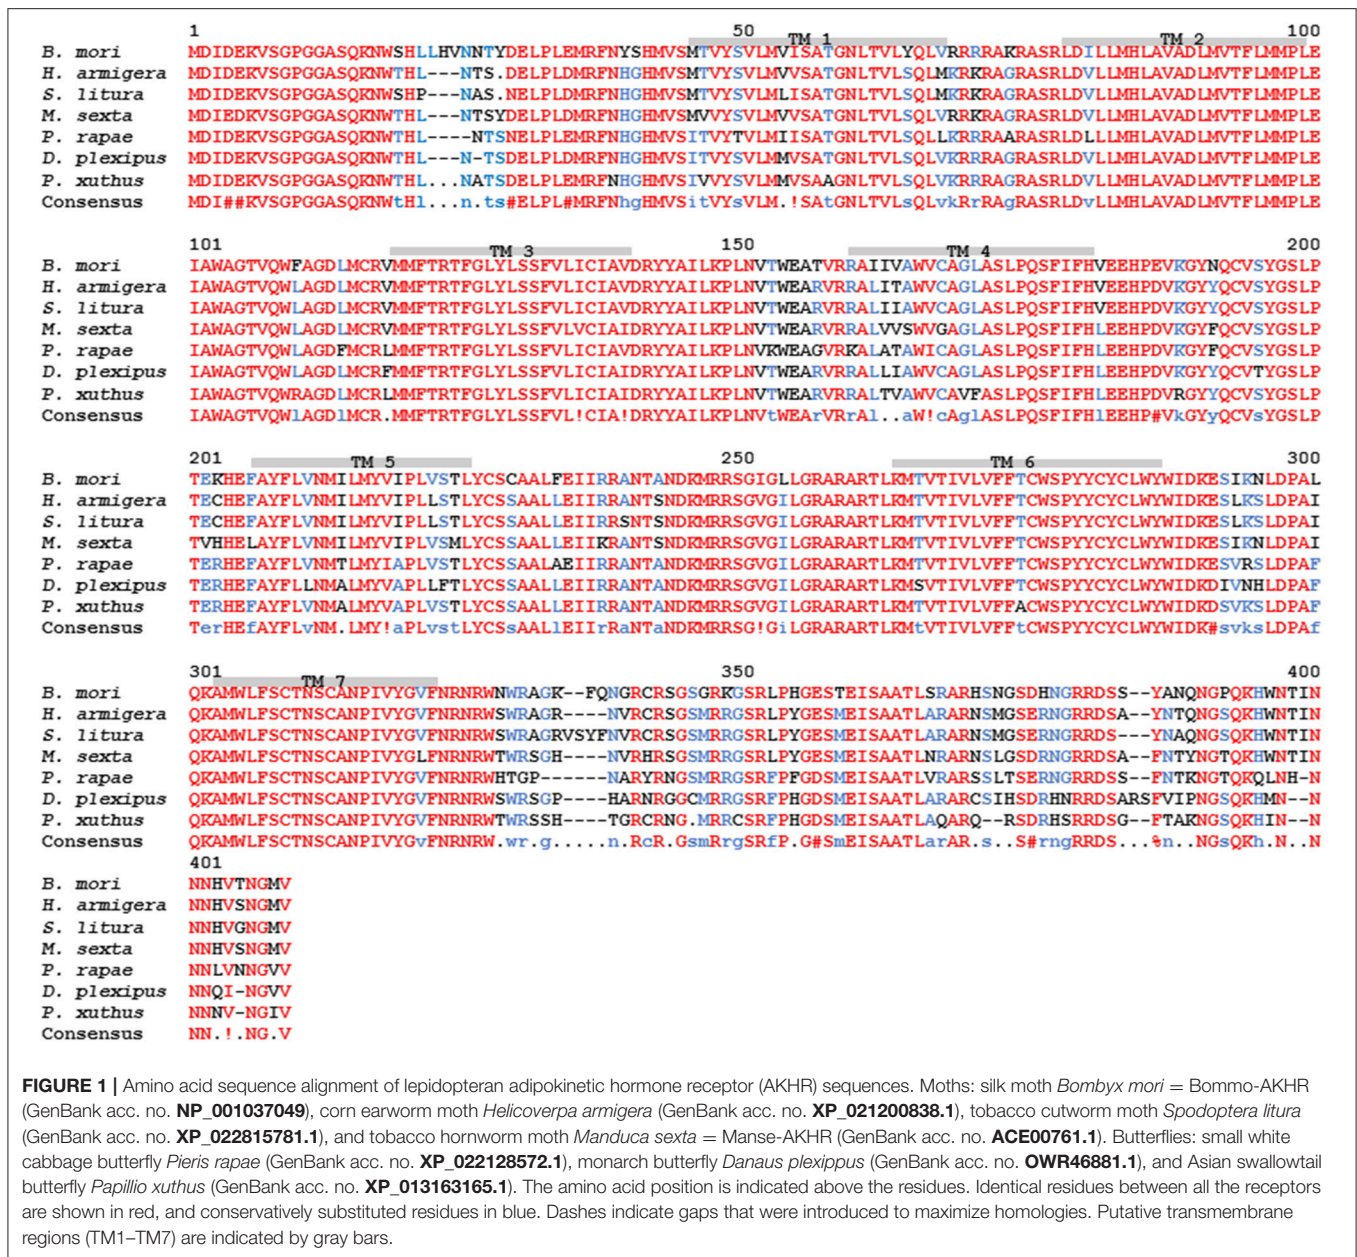 1 50 100
TM 1 TM 2
B. mori MDIDEKVSGPGGASQKNWSHLLHVNNTYDELPLEMRFNYSHMVSMTVYSVLMVISATGNLTVLYQLVRRRRAKRASRLDILLMHLAVADLMVTFLMMPLE
H. armigera MDIDEKVSGPGGASQKNWTHL---NTS.DELPLDMRFNHGHMVSMTVYSVLMVVSATGNLTVLSQLMKRKRAGRASRLDVLLMHLAVADLMVTFLMMPLE
S. litura MDIDEKVSGPGGASQKNWSHP---NAS.NELPLDMRFNHGHMVSMTVYSVLMLISATGNLTVLSQLMKRKRAGRASRLDVLLMHLAVADLMVTFLMMPLE
M. sexta MDIEDKVSGPGGASQKNWTHL---NTSYDELPLEMRFNHGHMVSMVVYSVLMVVSATGNLTVLSQLVRRKRAGRASRLDVLLMHLAVADLMVTFLMMPLE
P. rapae MDIDEKVSGPGGASQKNWTHL----NTSNELPLEMRFNHGHMVSITVYTVLMIISATGNLTVLSQLLKRRRAARASRLDLLLMHLAVADLMVTFLMMPLE
D. plexipus MDIDEKVSGPGGASQKNWTHL---N-TSDELPLDMRFNHGHMVSITVYSVLMMVSATGNLTVLSQLVKRRRAGRASRLDVLLMHLAVADLMVTFLMMPLE
P. xuthus MDIDEKVSGPGGASQKNWTHL...NATSDELPLEMRFNHGHMVSIVVYSVLMMVSAAGNLTVLSQLVKRRRAGRASRLDVLLMHLAVADLMVTFLMMPLE
Consensus MDI##KVSGPGGASQKNWtHl...n.ts#ELPL#MRFNhgHMVSitVYsVLM.!SAtGNLTVLsQLvkRrRAgRASRLDvLLMHLAVADLMVTFLMMPLE
101 150 200
TM 3 TM 4
B. mori IAWAGTVQWFAGDLMCRVMMFTRTFGLYLSSFVLICIAVDRYYAILKPLNVTWEATVRRAIIVAWVCAGLASLPQSFIFHVEEHPEVKGYNQCVSYGSLP
H. armigera IAWAGTVQWLAGDLMCRVMMFTRTFGLYLSSFVLICIAVDRYYAILKPLNVTWEARVRRALITAWVCAGLASLPQSFIFHVEEHPDVKGYYQCVSYGSLP
S. litura IAWAGTVQWLAGDLMCRVMMFTRTFGLYLSSFVLICIAVDRYYAILKPLNVTWEARVRRALIIAWVCAGLASLPQSFIFHVEEHPDVKGYYQCVSYGSLP
M. sexta IAWAGTVQWLAGDLMCRVMMFTRTFGLYLSSFVLVCIAIDRYYAILKPLNVTWEARVRRALVVSWVGAGLASLPQSFIFHLEEHPDVKGYFQCVSYGSLP
P. rapae IAWAGTVQWLAGDFMCRLMMFTRTFGLYLSSFVLICIAVDRYYAILKPLNVKWEAGVRKALATAWICAGLASLPQSFIFHLEEHPDVKGYFQCVSYGSLP
D. plexipus IAWAGTVQWLAGDLMCRFMMFTRTFGLYLSSFVLICIAVDRYYAILKPLNVTWEARVRRALLIAWVCAGLASLPQSFIFHLEEHPDVKGYYQCVTYGSLP
P. xuthus IAWAGTVQWRAGDLMCRLMMFTRTFGLYLSSFVLICIAVDRYYAILKPLNVTWEARVRRALTVAWVCAVFASLPQSFIFHLEEHPDVRGYYQCVSYGSLP
Consensus IAWAGTVQWlAGDlMCR.MMFTRTFGLYLSSFVL!CIA!DRYYAILKPLNVtWEArVRrAl..aW!cAglASLPQSFIFHlEEHP#VkGYyQCVsYGSLP
201 250 300
TM 5 TM 6
B. mori TEKHEFAYFLVNMILMYVIPLVSTLYCSCAALFEIIRRANTANDKMRRSGIGLLGRARARTLKMTVTIVLVFFTCWSPYYCYCLWYWIDKESIKNLDPAL
H. armigera TECHEFAYFLVNMILMYVIPLLSTLYCSSAALLEIIRRANTSNDKMRRSGVGILGRARARTLKMTVTIVLVFFTCWSPYYCYCLWYWIDKESLKSLDPAI
S. litura TECHEFAYFLVNMILMYVIPLLSTLYCSSAALLEIIRRSNTSNDKMRRSGVGILGRARARTLKMTVTIVLVFFTCWSPYYCYCLWYWIDKESLKSLDPAI
M. sexta TVHHELAYFLVNMILMYVIPLVSMLYCSSAALLEIIKRANTSNDKMRRSGVGILGRARARTLKMTVTIVLVFFTCWSPYYCYCLWYWIDKESIKNLDPAI
P. rapae TERHEFAYFLVNMTLMYIAPLVSTLYCSSAALAEIIRRANTANDKMRRSGVGILGRARARTLKMTVTIVLVFFTCWSPYYCYCLWYWIDKESVRSLDPAF
D. plexipus TERHEFAYFLLNMALMYVAPLLFTLYCSSAALLEIIRRANTANDKMRRSGVGILGRARARTLKMSVTIVLVFFTCWSPYYCYCLWYWIDKDIVNHLDPAF
P. xuthus TERHEFAYFLVNMALMYVAPLVSTLYCSSAALLEIIRRANTANDKMRRSGVGILGRARARTLKMTVTIVLVFFACWSPYYCYCLWYWIDKDSVKSLDPAF
Consensus TerHEfAYFLvNM.LMY!aPLvstLYCSsAALlEIIrRaNTaNDKMRRSG!GiLGRARARTLKMtVTIVLVFFtCWSPYYCYCLWYWIDK#svksLDPAf
301 350 400
TM 7
B. mori QKAMWLFSCTNSCANPIVYGVFNRNRWNWRAGK--FQNGRCRSGSGRKGSRLPHGESTEISAATLSRARHSNGSDHNGRRDSS--YANQNGPQKHWNTIN
H. armigera QKAMWLFSCTNSCANPIVYGVFNRNRWSWRAGR----NVRCRSGSMRRGSRLPYGESMEISAATLARARNSMGSERNGRRDSA--YNTQNGSQKHWNTIN
S. litura QKAMWLFSCTNSCANPIVYGVFNRNRWSWRAGRVSYFNVRCRSGSMRRGSRLPYGESMEISAATLARARNSMGSERNGRRDSS--YNAQNGSQKHWNTIN
M. sexta QKAMWLFSCTNSCANPIVYGLFNRNRWTWRSGH----NVRHRSGSMRRGSRLPYGESMEISAATLNRARNSLGSDRNGRRDSA--FNTYNGTQKHWNTIN
P. rapae QKAMWLFSCTNSCANPIVYGVFNRNRWHTGP------NARYRNGSMRRGSRFPFGDSMEISAATLVRARSSLTSERNGRRDSS--FNTKNGTQKQLNH-N
D. plexipus QKAMWLFSCTNSCANPIVYGVFNRNRWSWRSGP----HARNRGGCMRRGSRFPHGDSMEISAATLARARCSIHSDRHNRRDSARSFVIPNGSQKHMN--N
P. xuthus QKAMWLFSCTNSCANPIVYGVFNRNRWTWRSSH----TGRCRNG.MRRCSRFPHGDSMEISAATLAQARQ--RSDRHSRRDSG--FTAKNGSQKHIN--N
Consensus QKAMWLFSCTNSCANPIVYGvFNRNRW.wr.g.....n.RcR.GsmRrgSRfP.G#SmEISAATLarAR.s..S#rngRRDS...%n..NGsQKh.N..N
401
B. mori NNHVTNGMV
H. armigera NNHVSNGMV
S. litura NNHVGNGMV
M. sexta NNHVSNGMV
P. rapae NNLVNNGVV
D. plexipus NNQI-NGVV
P. xuthus NNNV-NGIV
Consensus NN.!.NG.V
FIGURE 1 | Amino acid sequence alignment of lepidopteran adipokinetic hormone receptor (AKHR) sequences. Moths: silk moth Bombyx mori = Bommo-AKHR
(GenBank acc. no. NP_001037049), corn earworm moth Helicoverpa armigera (GenBank acc. no. XP_021200838.1), tobacco cutworm moth Spodoptera litura
(GenBank acc. no. XP_022815781.1), and tobacco hornworm moth Manduca sexta = Manse-AKHR (GenBank acc. no. ACE00761.1). Butterflies: small white
cabbage butterfly Pieris rapae (GenBank acc. no. XP_022128572.1), monarch butterfly Danaus plexippus (GenBank acc. no. OWR46881.1), and Asian swallowtail
butterfly Papillio xuthus (GenBank acc. no. XP_013163165.1). The amino acid position is indicated above the residues. Identical residues between all the receptors
are shown in red, and conservatively substituted residues in blue. Dashes indicate gaps that were introduced to maximize homologies. Putative transmembrane
regions (TM1–TM7) are indicated by gray bars.